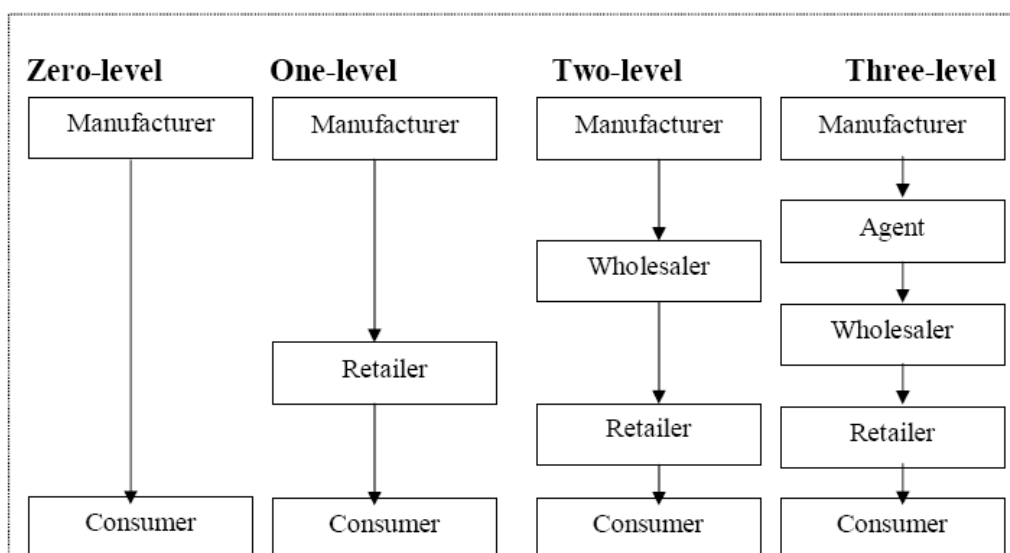 Zero-level
One-level
Two-level
Three-level
Manufacturer
Manufacturer
Manufacturer
Manufacturer
Agent
Wholesaler
Wholesaler
Retailer
Retailer
Retailer
Consumer
Consumer
Consumer
Consumer